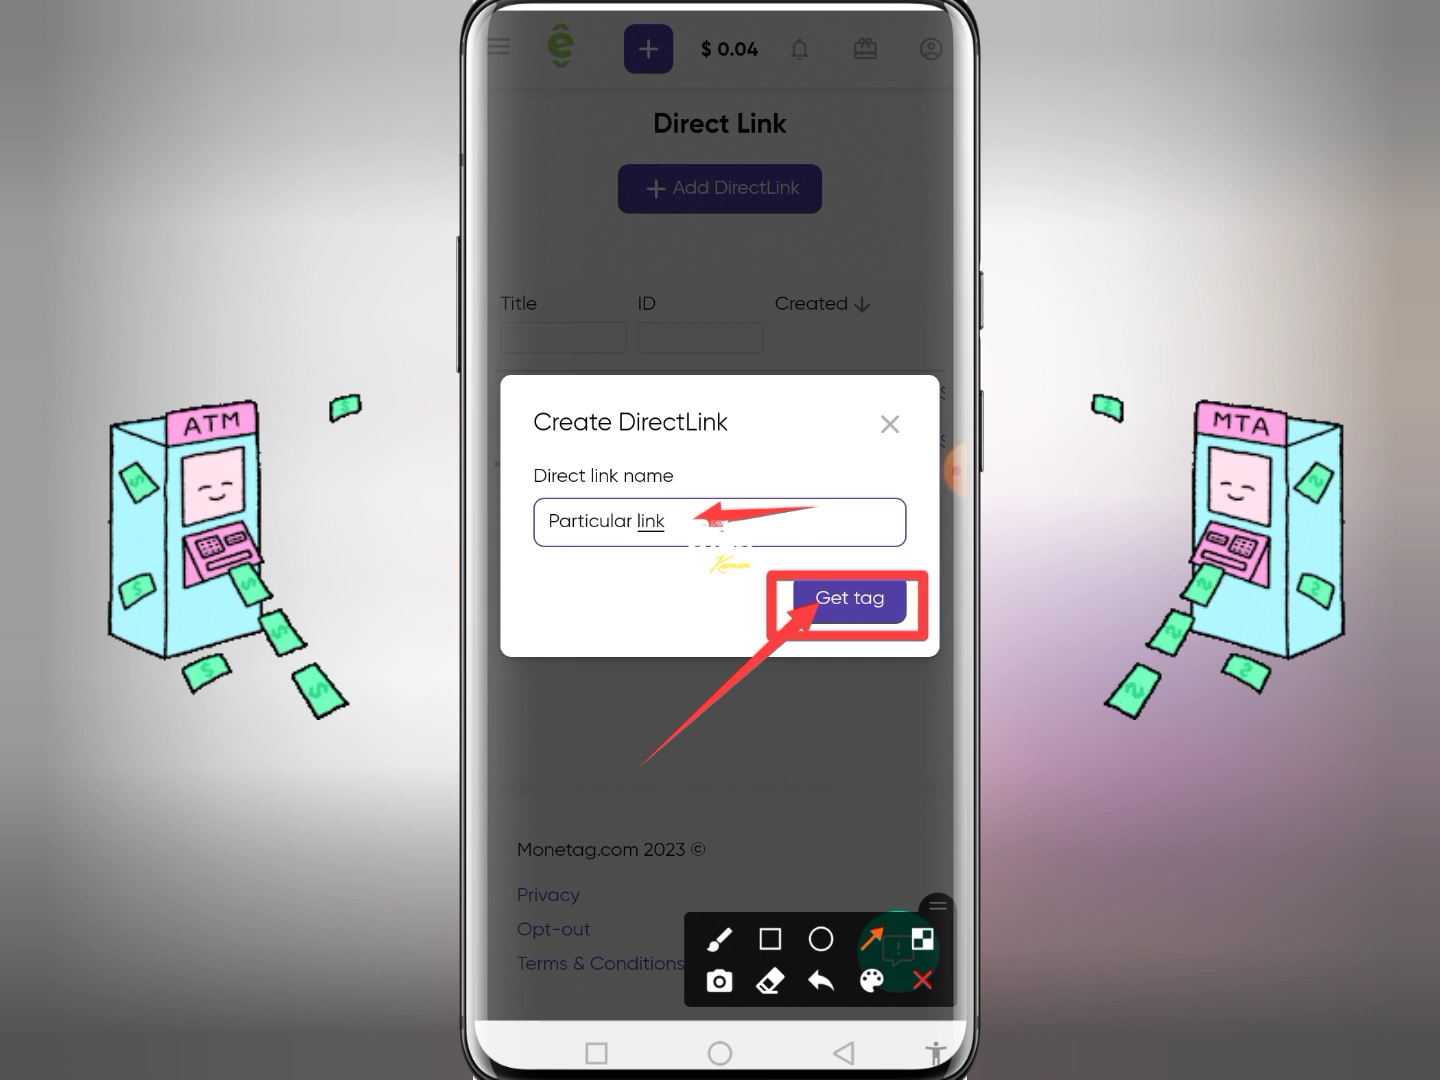 $ 0.04
Direct Link
+ Add DirectLink
Title
ID
Created ↓
Create DirectLink
Direct link name
Particular link
Kaman
Get tag
Monetag.com 2023 ©
Privacy
Opt-out
Terms & Conditions
ATM
MTA